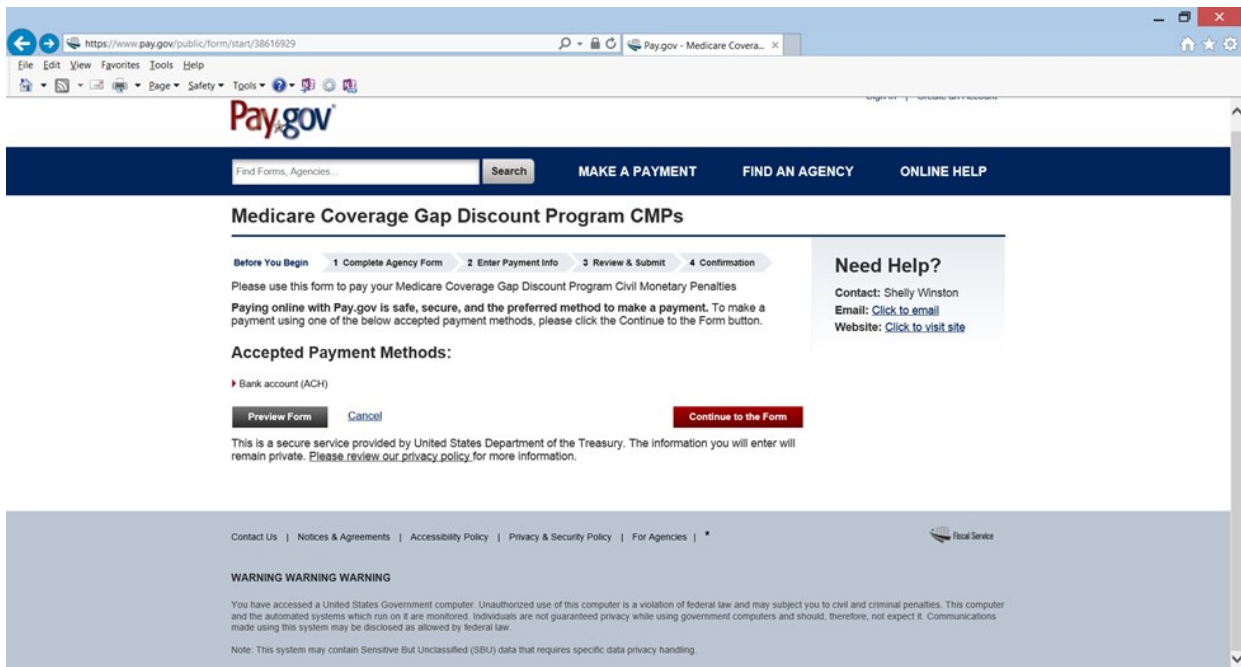 https://www.pay.gov/public/form/start/38616929
Pay.gov - Medicare Covera...
File Edit View Favorites Tools Help
Page Safety Tools
Sign In | Create an Account
Pay.gov
Find Forms, Agencies...
Search
MAKE A PAYMENT
FIND AN AGENCY
ONLINE HELP
Medicare Coverage Gap Discount Program CMPs
Before You Begin
1 Complete Agency Form
2 Enter Payment Info
3 Review & Submit
4 Confirmation
Please use this form to pay your Medicare Coverage Gap Discount Program Civil Monetary Penalties
Paying online with Pay.gov is safe, secure, and the preferred method to make a payment. To make a
payment using one of the below accepted payment methods, please click the Continue to the Form button.
Accepted Payment Methods:
Bank account (ACH)
Preview Form
Cancel
Continue to the Form
This is a secure service provided by United States Department of the Treasury. The information you will enter will
remain private. Please review our privacy policy for more information.
Need Help?
Contact: Shelly Winston
Email: Click to email
Website: Click to visit site
Contact Us | Notices & Agreements | Accessibility Policy | Privacy & Security Policy | For Agencies | *
Fiscal Service
WARNING WARNING WARNING
You have accessed a United States Government computer. Unauthorized use of this computer is a violation of federal law and may subject you to civil and criminal penalties. This computer
and the automated systems which run on it are monitored. Individuals are not guaranteed privacy while using government computers and should, therefore, not expect it. Communications
made using this system may be disclosed as allowed by federal law.
Note: This system may contain Sensitive But Unclassified (SBU) data that requires specific data privacy handling.